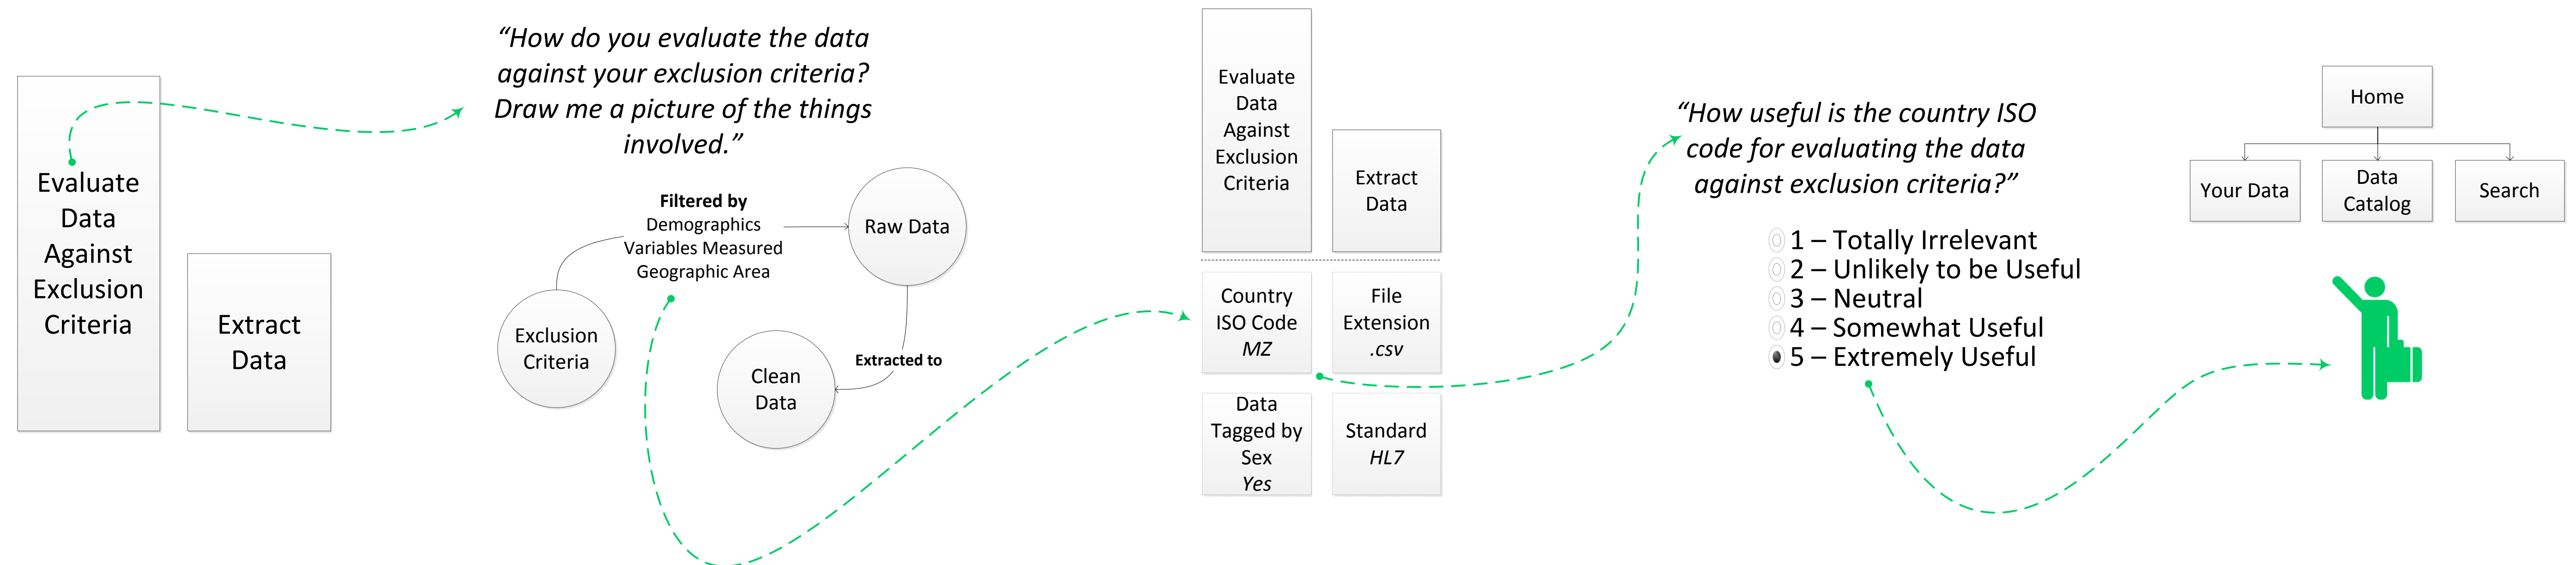 Evaluate
Data
Against
Exclusion
Criteria
Extract
Data
“How do you evaluate the data
against your exclusion criteria?
Draw me a picture of the things
involved.”
Filtered by
Demographics
Variables Measured
Geographic Area
Raw Data
Exclusion
Criteria
Extracted to
Clean
Data
Evaluate
Data
Against
Exclusion
Criteria
Extract
Data
Country
ISO Code
MZ
File
Extension
.csv
Data
Tagged by
Sex
Yes
Standard
HL7
“How useful is the country ISO
code for evaluating the data
against exclusion criteria?”
1 – Totally Irrelevant
2 – Unlikely to be Useful
3 – Neutral
4 – Somewhat Useful
5 – Extremely Useful
Home
Your Data
Data
Catalog
Search